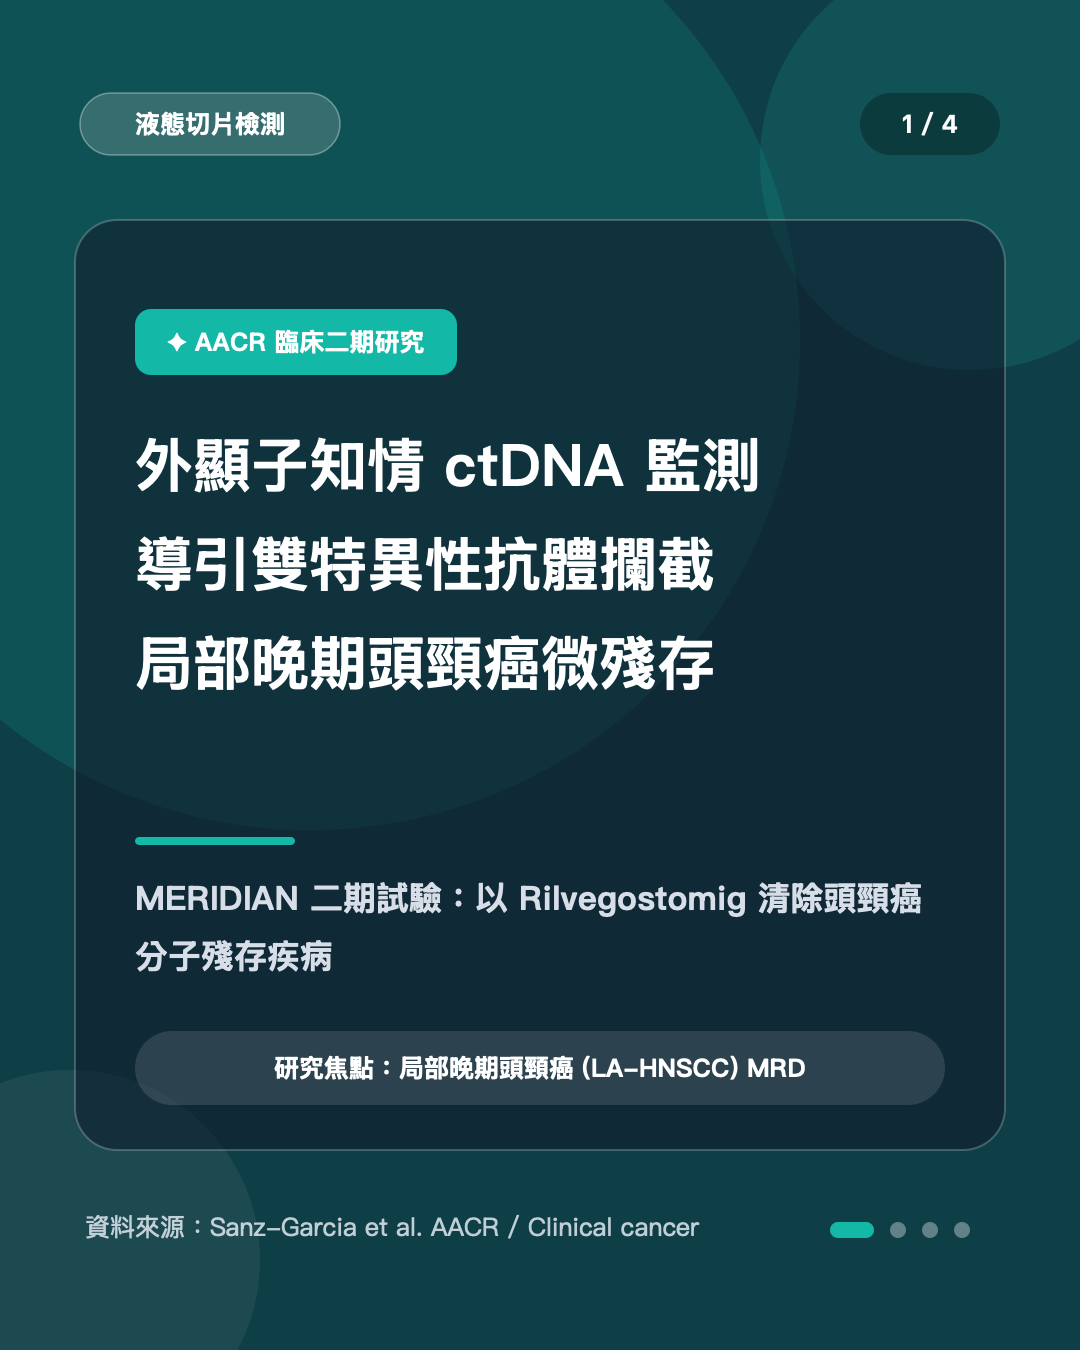 液態切片檢測
1 / 4
✦ AACR 臨床二期研究
外顯子知情 ctDNA 監測
導引雙特異性抗體攔截
局部晚期頭頸癌微殘存
MERIDIAN 二期試驗：以 Rilvegostomig 清除頭頸癌
分子殘存疾病
研究焦點：局部晚期頭頸癌 (LA-HNSCC) MRD
資料來源：Sanz-Garcia et al. AACR / Clinical cancer